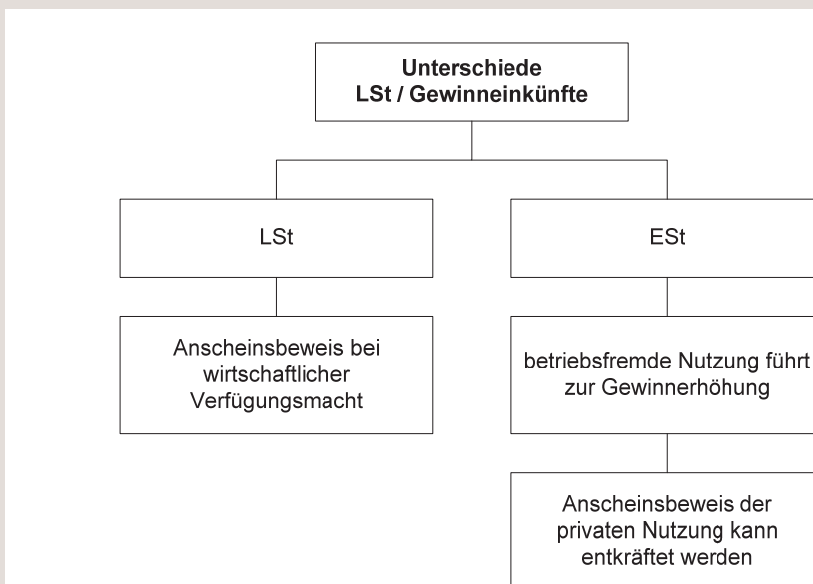 Unterschiede
LSt / Gewinneinkünfte
LSt
ESt
Anscheinsbeweis bei
wirtschaftlicher
Verfügungsmacht
betriebsfremde Nutzung führt
zur Gewinnerhöhung
Anscheinsbeweis der
privaten Nutzung kann
entkräftet werden